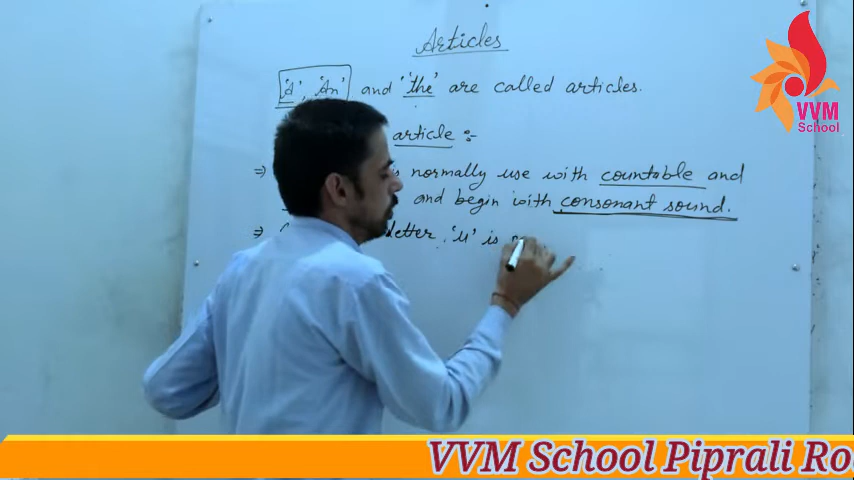 Articles
'A', 'An' and 'the' are called articles.
article :-
⇒ normally use with countable and
and begin with consonant sound.
⇒ letter 'u' is
VVM
School
VVM School Piprali Ro